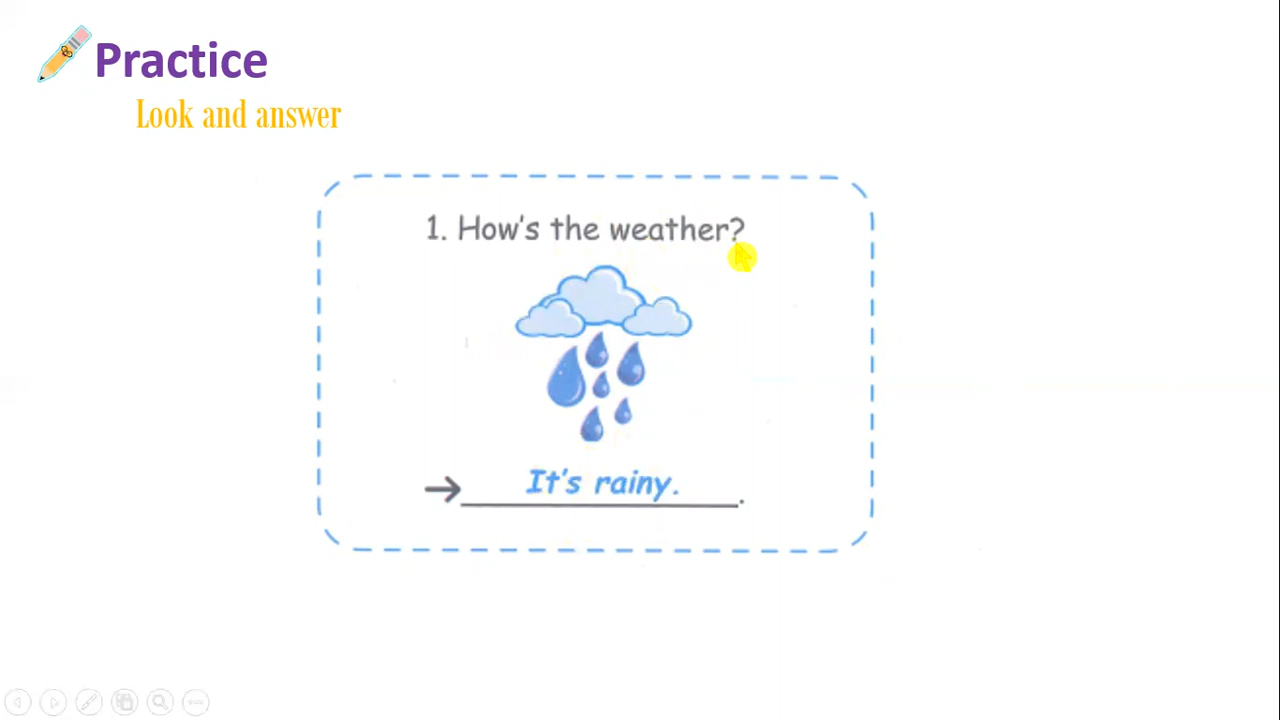 Practice
Look and answer
1. How's the weather?
→ It's rainy. .